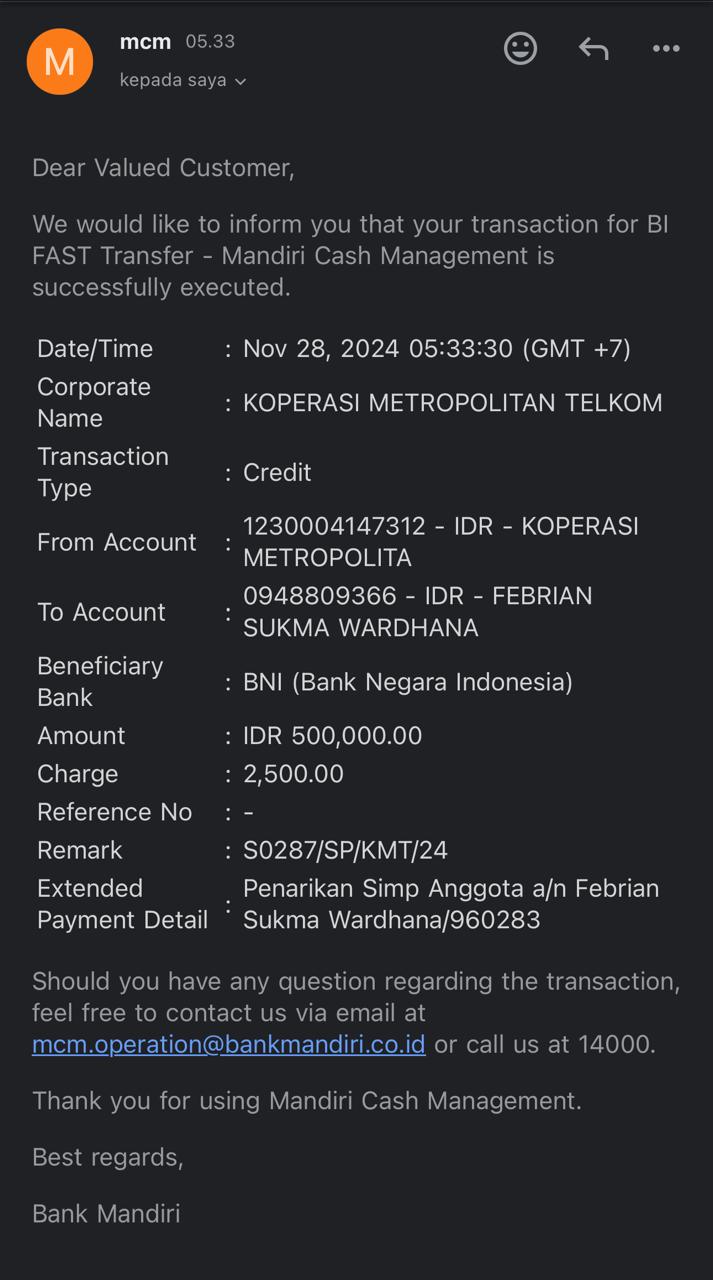 M
mcm 05.33
kepada saya
Dear Valued Customer,
We would like to inform you that your transaction for BI
FAST Transfer - Mandiri Cash Management is
successfully executed.
Date/Time : Nov 28, 2024 05:33:30 (GMT +7)
Corporate
Name : KOPERASI METROPOLITAN TELKOM
Transaction
Type : Credit
From Account : 1230004147312 - IDR - KOPERASI
METROPOLITA
To Account : 0948809366 - IDR - FEBRIAN
SUKMA WARDHANA
Beneficiary
Bank : BNI (Bank Negara Indonesia)
Amount : IDR 500,000.00
Charge : 2,500.00
Reference No : -
Remark : S0287/SP/KMT/24
Extended
Payment Detail : Penarikan Simp Anggota a/n Febrian
Sukma Wardhana/960283
Should you have any question regarding the transaction,
feel free to contact us via email at
mcm.operation@bankmandiri.co.id or call us at 14000.
Thank you for using Mandiri Cash Management.
Best regards,
Bank Mandiri